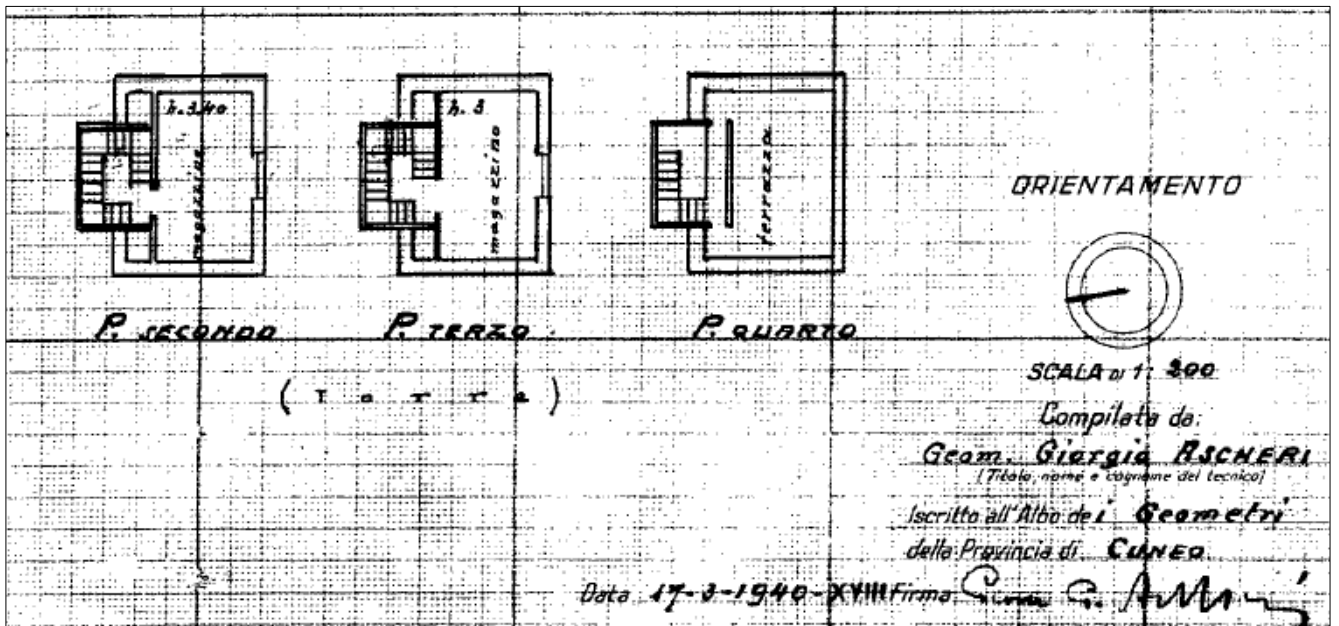 h. 3.40
magazzino
h. 3
magazzino
terrazzo
P. SECONDO
P. TERZO
P. QUARTO
( T o r r e )
ORIENTAMENTO
SCALA DI 1: 200
Compilata da:
Geom. Giorgio ASCHERI
(Titolo, nome e cognome del tecnico)
Iscritto all'Albo dei Geometri
della Provincia di CUNEO
Data 17-3-1940-XVIII Firma Geom. G.